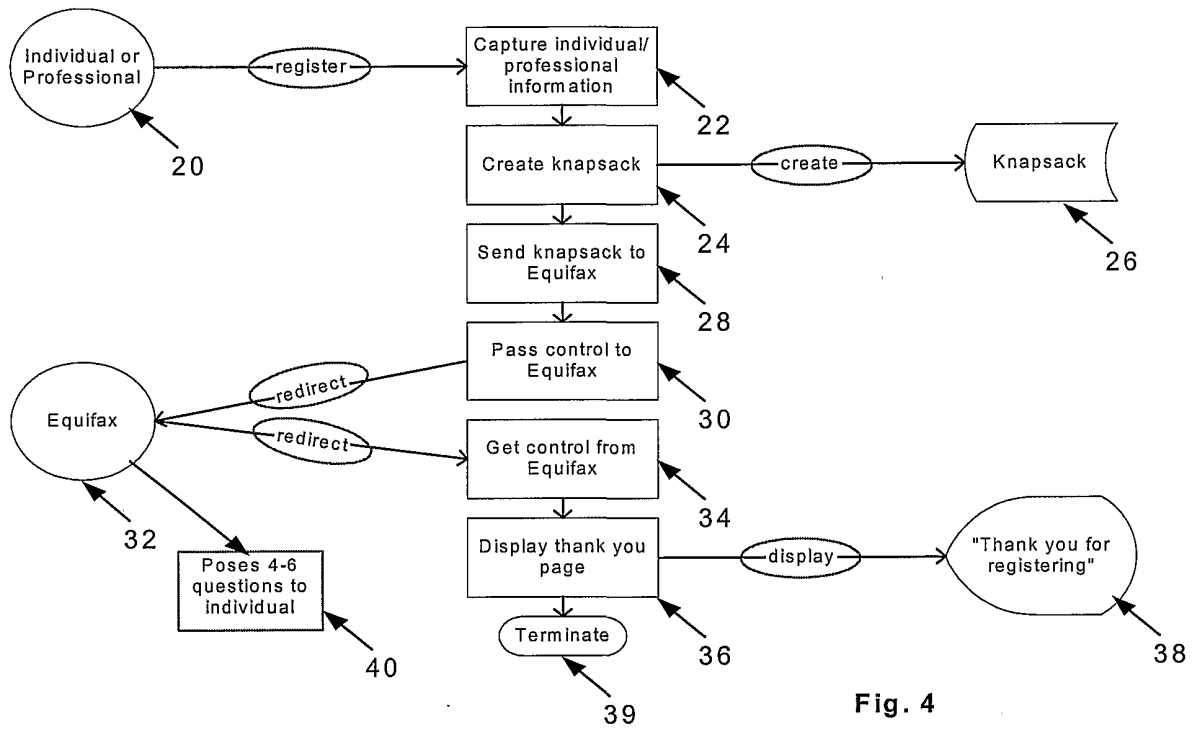 Individual or
Professional
register
Capture individual/
professional
information
20
22
Create knapsack
create
Knapsack
24
26
Send knapsack to
Equifax
28
Pass control to
Equifax
redirect
30
Equifax
redirect
Get control from
Equifax
32
34
Poses 4-6
questions to
individual
Display thank you
page
display
"Thank you for
registering"
40
36
38
Terminate
39
Fig. 4